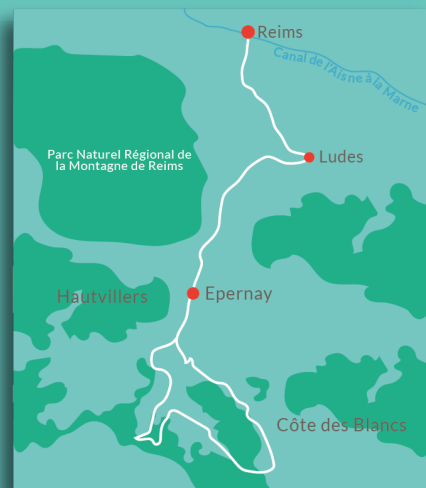 Reims
Canal de l'Aisne à la Marne
Parc Naturel Régional de
la Montagne de Reims
Ludes
Hautvillers
Epernay
Côte des Blancs